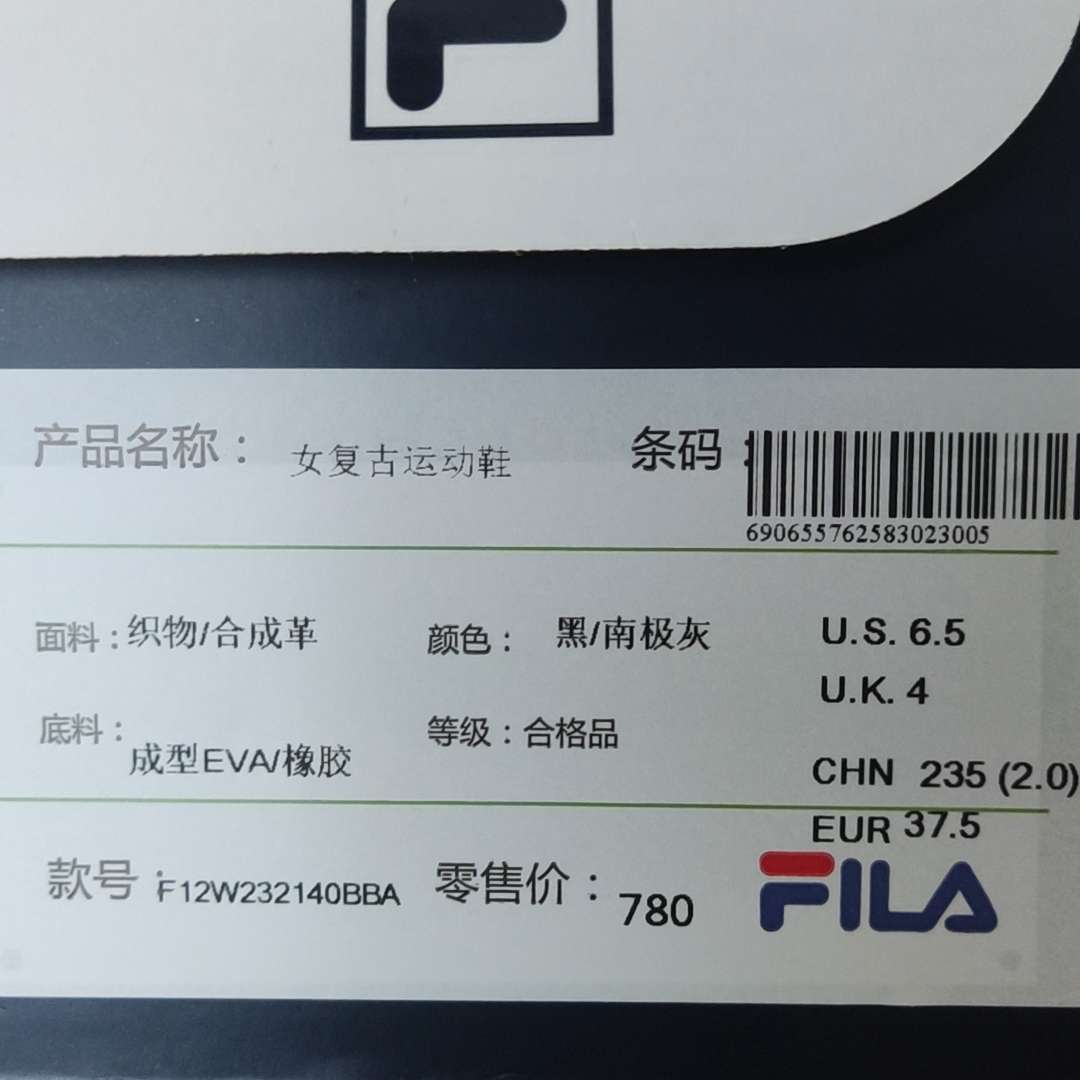 产品名称： 女复古运动鞋 条码：
690655762583023005
面料：织物/合成革 颜色： 黑/南极灰 U.S. 6.5
U.K. 4
底料：成型EVA/橡胶 等级：合格品
CHN 235 (2.0)
EUR 37.5
款号：F12W232140BBA 零售价：780 FILA